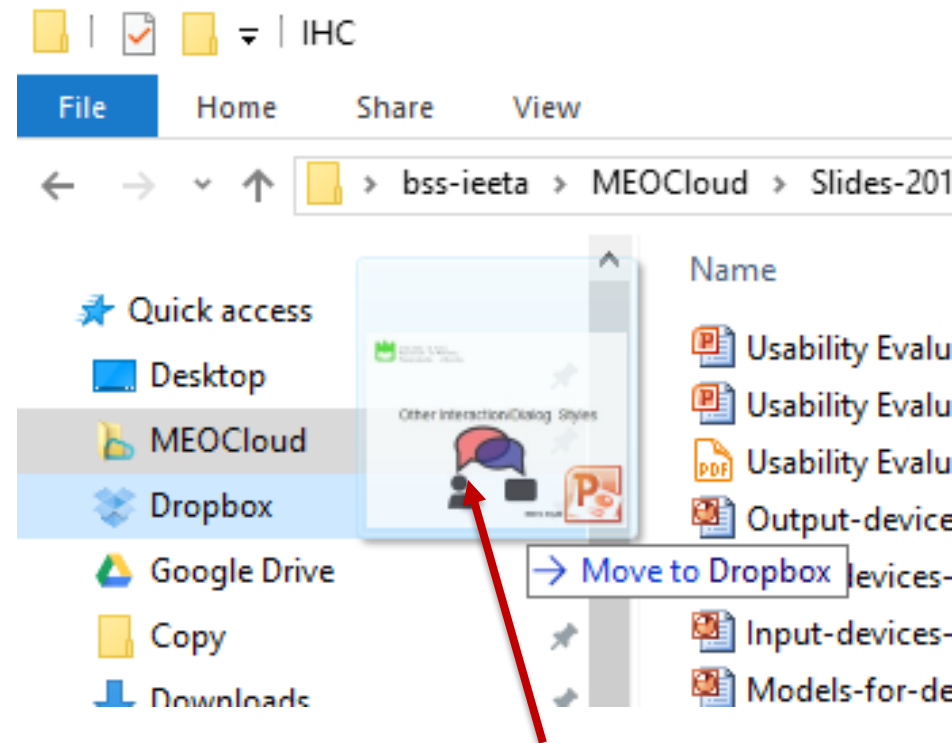 IHC
File Home Share View
bss-ieeta > MEOCloud > Slides-201
Name
Quick access
Desktop
MEOCloud
Dropbox
Google Drive
Copy
Downloads
Other Interaction/Dialog Styles
P
Move to Dropbox
Usability Evalu
Usability Evalu
PDF Usability Evalu
Output-device
levices-
Input-devices-
Models-for-de